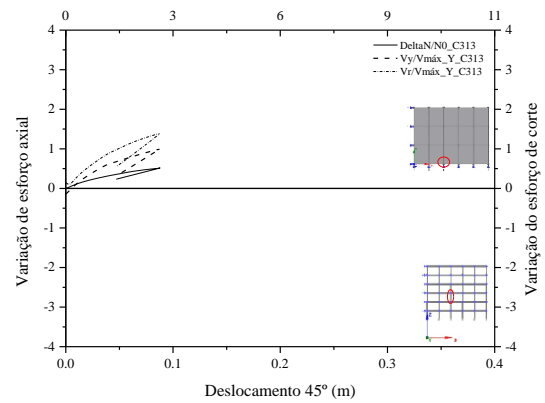 0 3 6 8 11
DeltaN/N0_C313
Vy/Vmáx_Y_C313
Vr/Vmáx_Y_C313
4 4
3 3
2 2
1 1
0 0
-1 -1
-2 -2
-3 -3
-4 -4
Variação de esforço axial
Variação do esforço de corte
0.0 0.1 0.2 0.3 0.4
Deslocamento 45º (m)